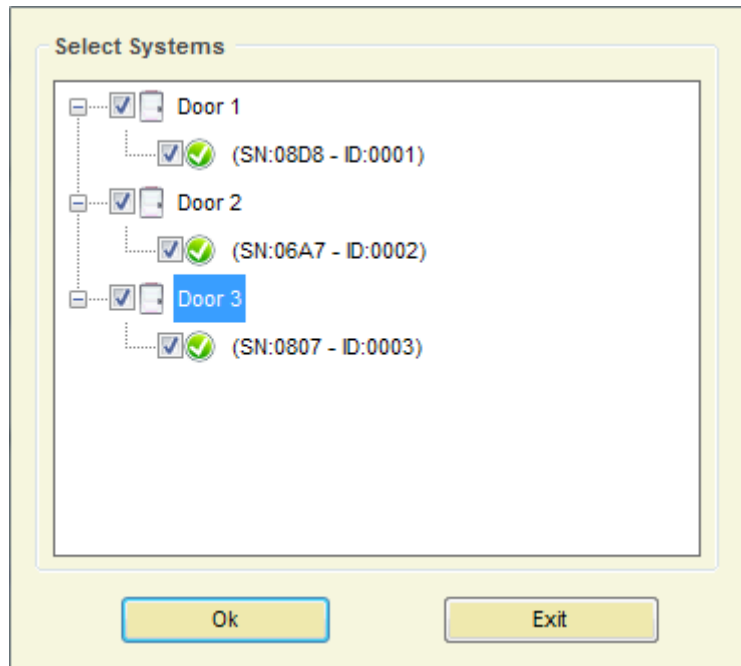 Select Systems
Door 1
(SN:08D8 - ID:0001)
Door 2
(SN:06A7 - ID:0002)
Door 3
(SN:0807 - ID:0003)
Ok Exit